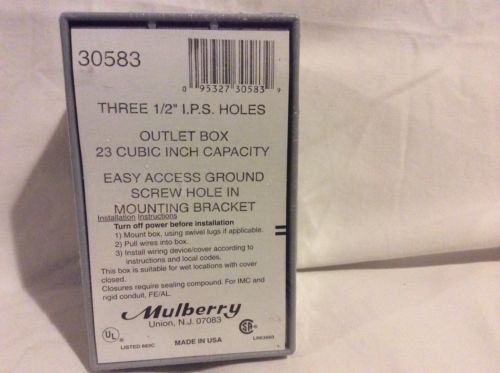 30583
0 95327 30583 9
THREE 1/2" I.P.S. HOLES
OUTLET BOX
23 CUBIC INCH CAPACITY
EASY ACCESS GROUND
SCREW HOLE IN
MOUNTING BRACKET
Installation Instructions
Turn off power before installation
1) Mount box, using swivel lugs if applicable.
2) Pull wires into box.
3) Install wiring device/cover according to
instructions and local codes.
This box is suitable for wet locations with cover
closed.
Closures require sealing compound. For IMC and
rigid conduit, FE/AL.
Mulberry
Union, N.J. 07083
UL
LISTED 663C
MADE IN USA
SA